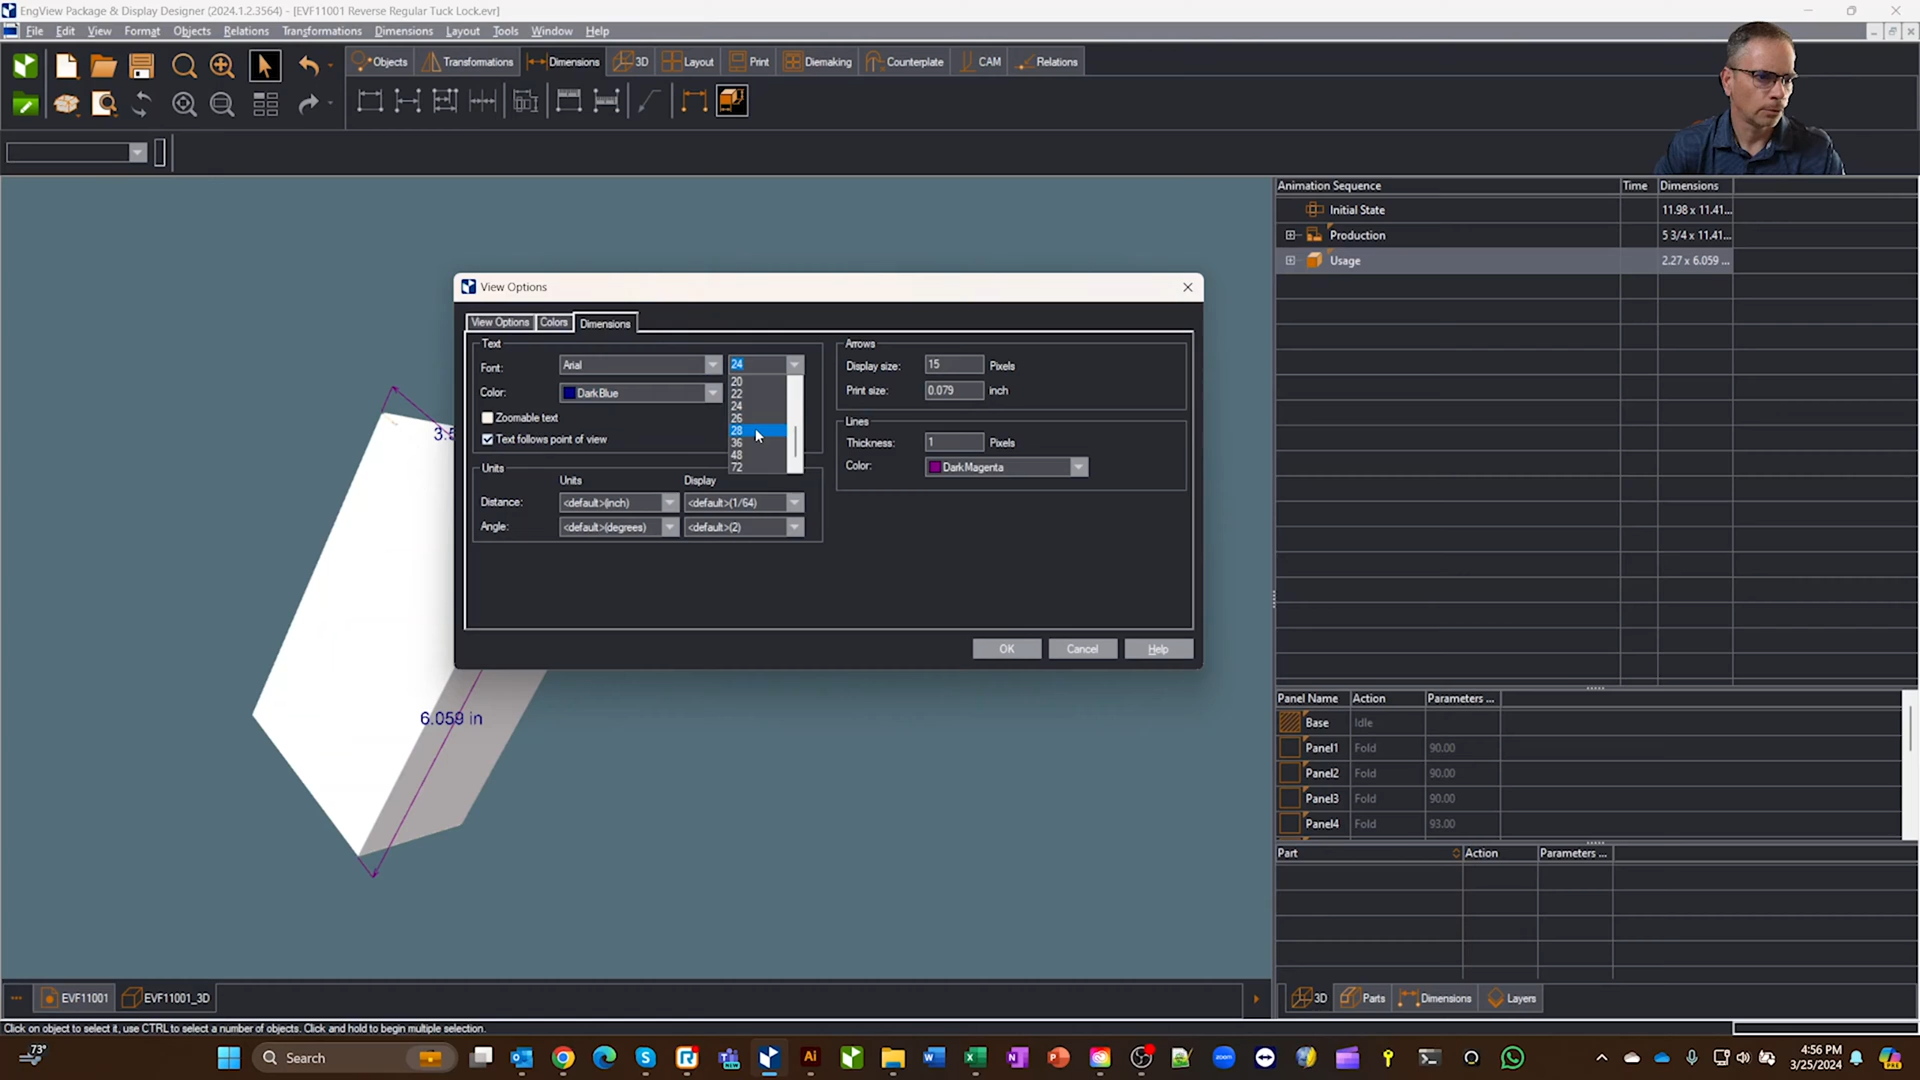 EngView Package & Display Designer (2024.1.2.3564) - [EVF11001 Reverse Regular Tuck Lock.evr]
File Edit View Format Objects Relations Transformations Dimensions Layout Tools Window Help
Objects Transformations Dimensions 3D Layout Print Diemaking Counterplate CAM Relations
Animation Sequence Time Dimensions
Initial State 11.98 x 11.41...
Production 5 3/4 x 11.41...
Usage 2.27 x 6.059 ...
View Options
View Options Colors Dimensions
Text
Font: Arial 24
20
22
24
26
28
36
48
72
Color: DarkBlue
Zoomable text
Text follows point of view
Units
Units Display
Distance: <default>(inch) <default>(1/64)
Angle: <default>(degrees) <default>(2)
Arrows
Display size: 15 Pixels
Print size: 0.079 inch
Lines
Thickness: 1 Pixels
Color: DarkMagenta
OK Cancel Help
6.059 in
Panel Name Action Parameters ...
Base Idle
Panel1 Fold 90.00
Panel2 Fold 90.00
Panel3 Fold 90.00
Panel4 Fold 93.00
Part Action Parameters ...
EVF11001 EVF11001_3D
3D Parts Dimensions Layers
Click on object to select it, use CTRL to select a number of objects. Click and hold to begin multiple selection.
73°
Search
4:56 PM
3/25/2024